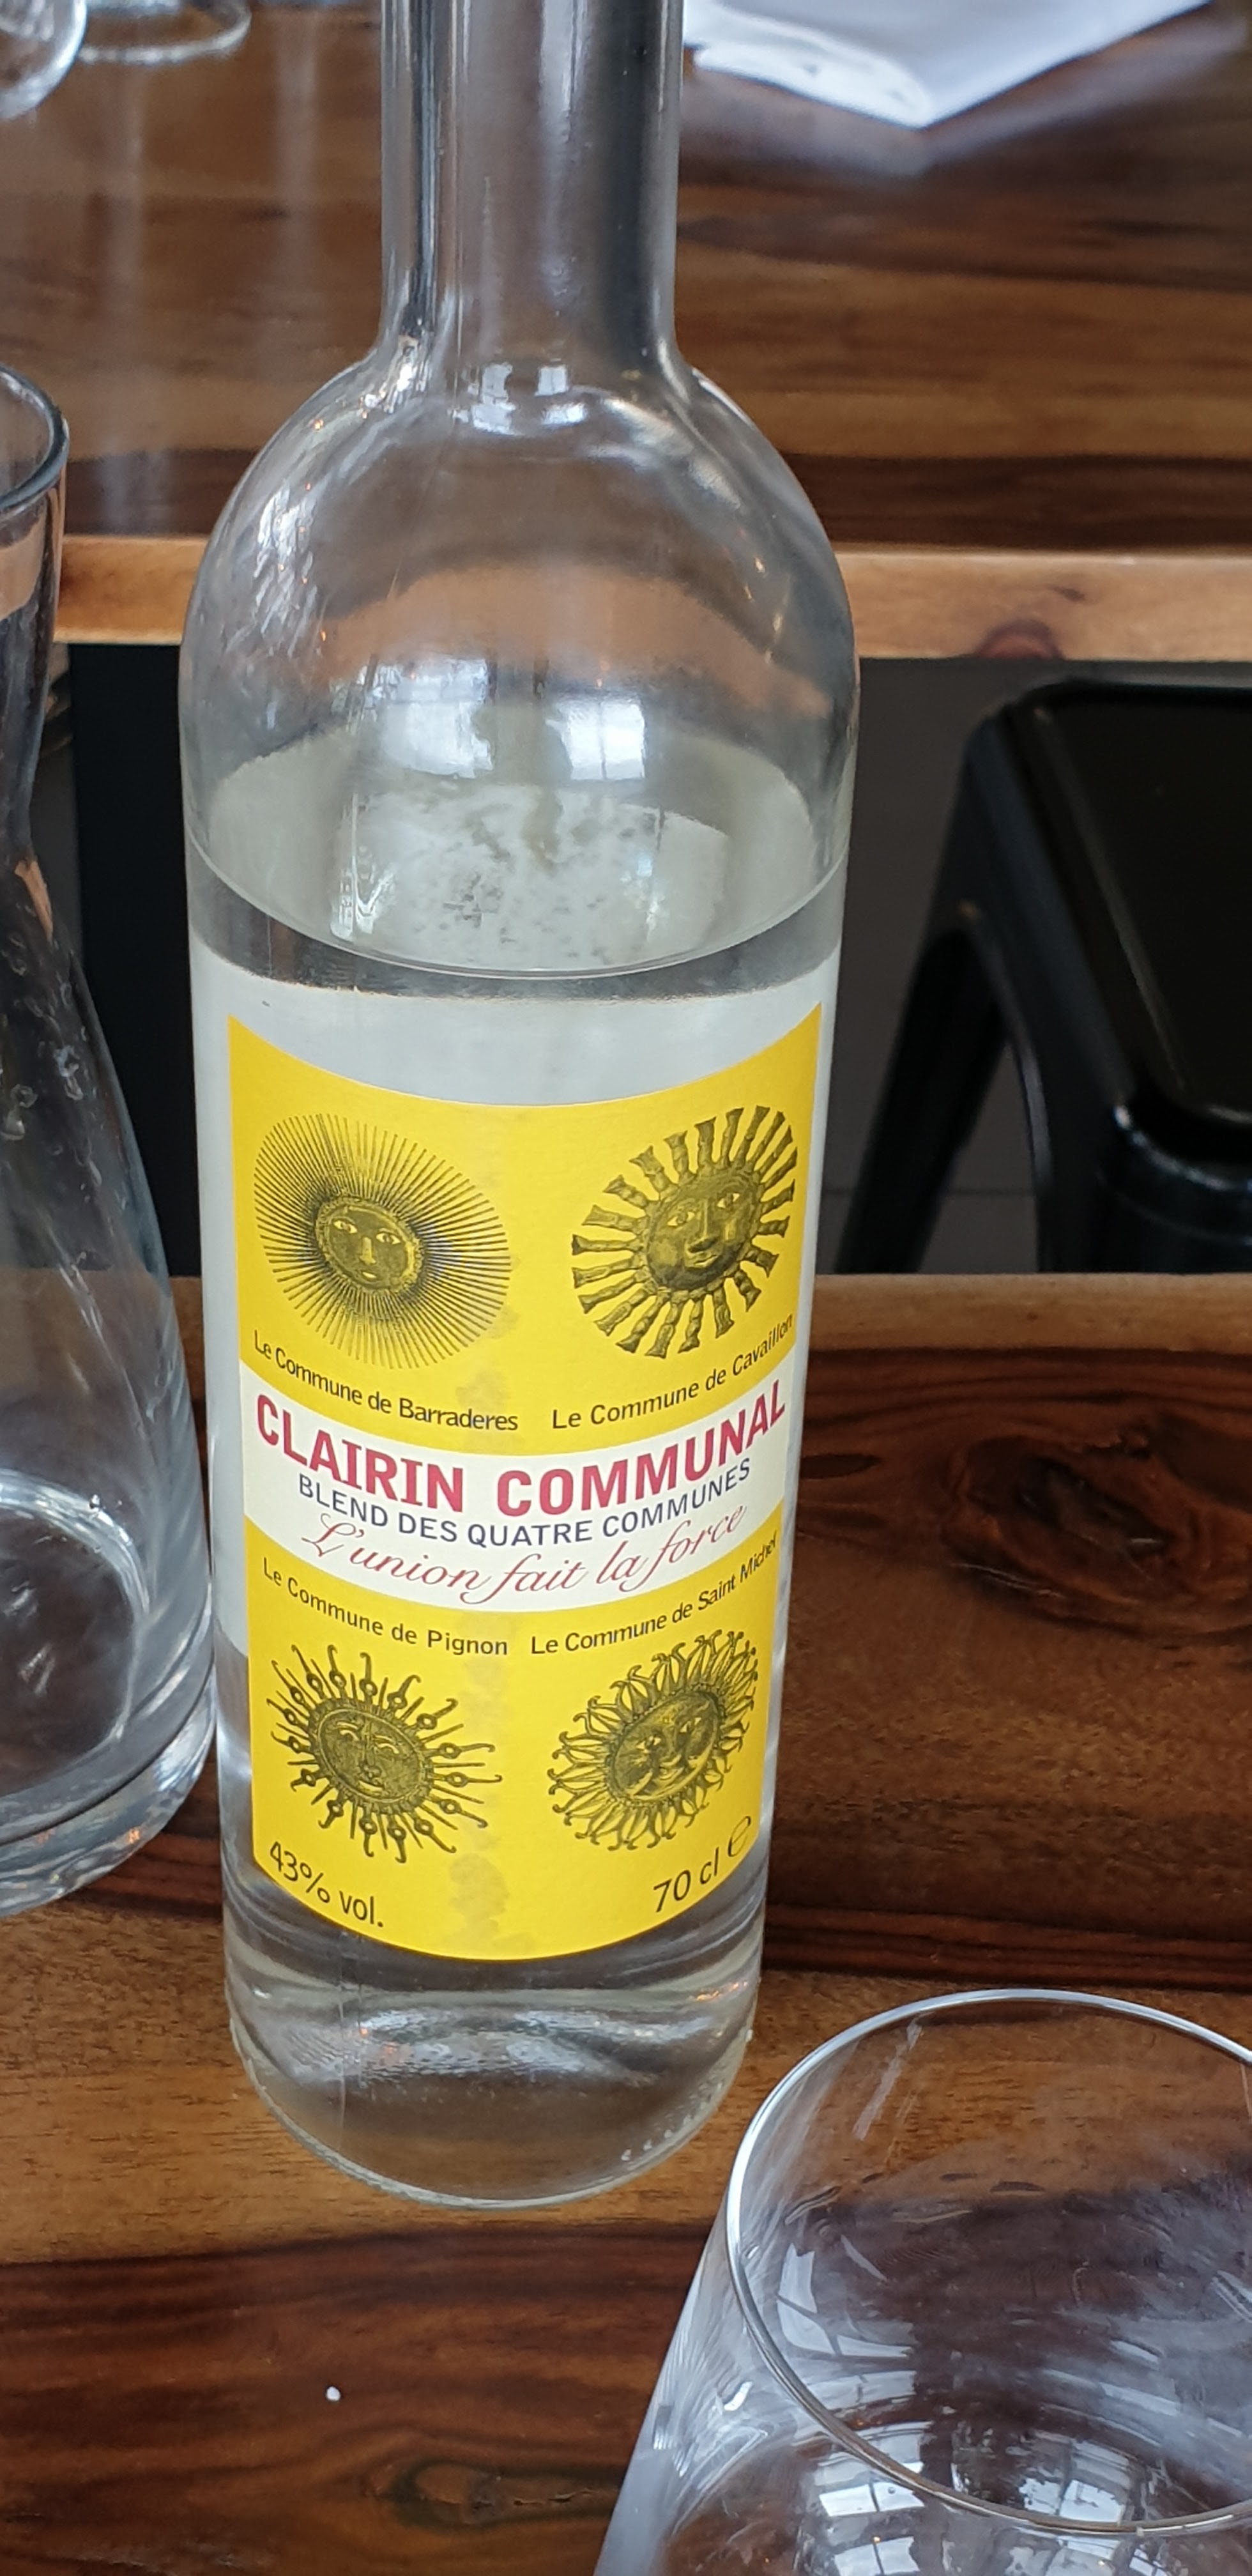 Le Commune de Barraderes
Le Commune de Cavaillon
CLAIRIN COMMUNAL
BLEND DES QUATRE COMMUNES
L'union fait la force
Le Commune de Pignon
Le Commune de Saint Michel
43% vol.
70 cl ℮